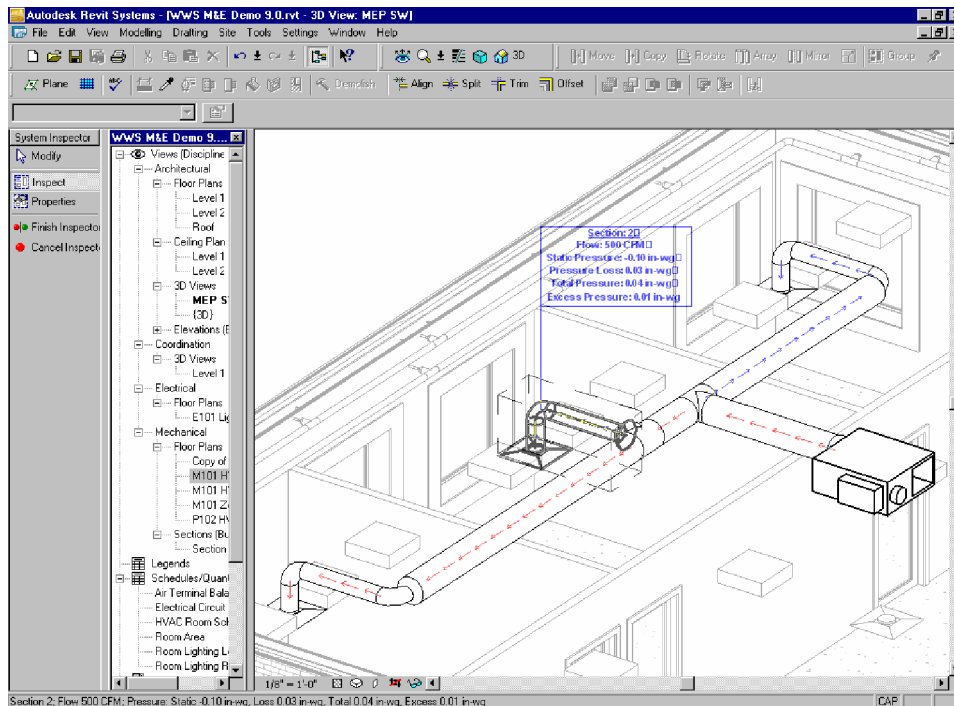 Autodesk Revit Systems - [WWS M&E Demo 9.0.rvt - 3D View: MEP SW]
File Edit View Modelling Drafting Site Tools Settings Window Help
3D Move Copy Rotate Array Mirror Group
Plane Demolish Align Split Trim Offset
System Inspector
Modify
Inspect
Properties
Finish Inspector
Cancel Inspect
WWS M&E Demo 9....
Views (Discipline
Architectural
Floor Plans
Level 1
Level 2
Roof
Ceiling Plan
Level 1
Level 2
3D Views
MEP SW
{3D}
Elevations (E
Coordination
3D Views
Level 1
Electrical
Floor Plans
E101 Lig
Mechanical
Floor Plans
Copy of
M101 H
M101 H
M101 Z
P102 HV
Sections (Bu
Section
Legends
Schedules/Quan
Air Terminal Bala
Electrical Circuit
HVAC Room Sch
Room Area
Room Lighting L
Room Lighting R
Section: 2
Flow: 500 CFM
Static Pressure: -0.10 in-wg
Pressure Loss: 0.03 in-wg
Total Pressure: 0.04 in-wg
Excess Pressure: 0.01 in-wg
1/8" = 1'-0"
Section 2; Flow 500 CFM; Pressure: Static -0.10 in-wg, Loss 0.03 in-wg, Total 0.04 in-wg, Excess 0.01 in-wg
CAP